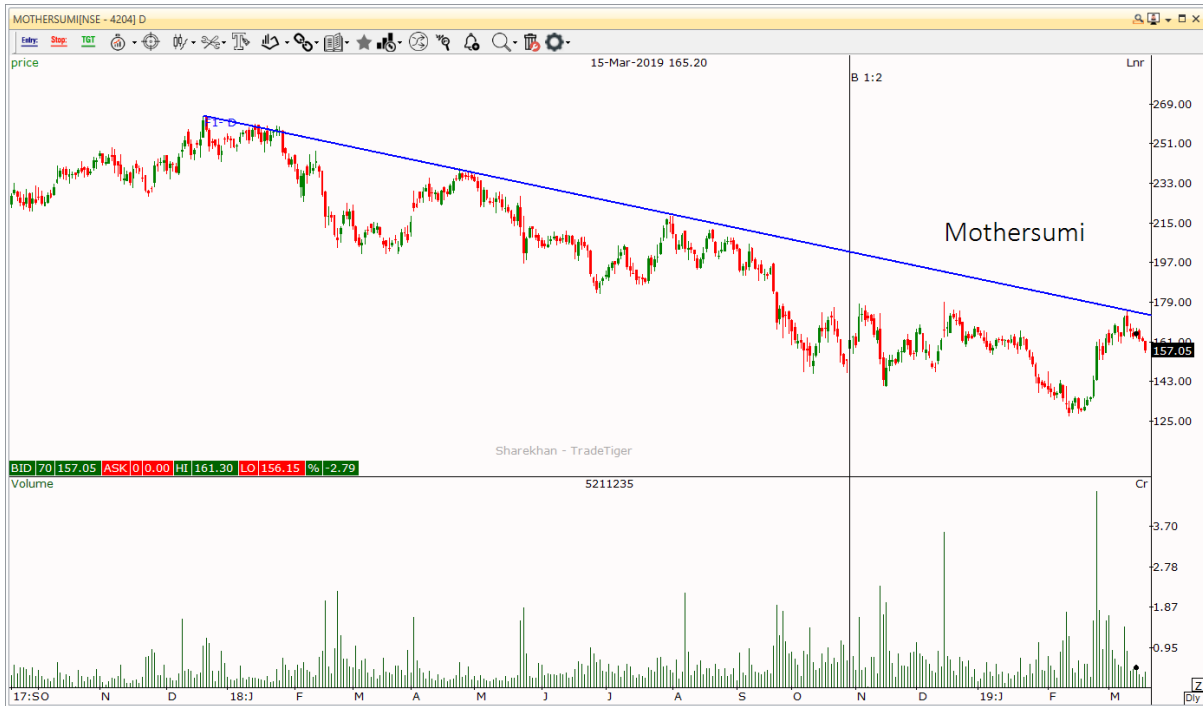 MOTHERSUMI[NSE - 4204] D
Entry: Stop: TGT
price 15-Mar-2019 165.20 Lnr
B 1:2
269.00
F1- D
251.00
233.00
215.00
Mothersumi
197.00
179.00
161.00
157.05
143.00
125.00
Sharekhan - TradeTiger
BID 70 157.05 ASK 0 0.00 HI 161.30 LO 156.15 % -2.79
Volume 5211235 Cr
3.70
2.78
1.87
0.95
17:SO N D 18:J F M A M J J A S O N D 19:J F M
Z
Dly